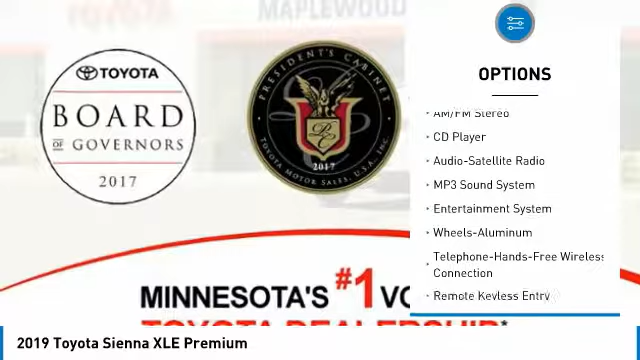 MAPLEWOOD
TOYOTA
BOARD
OF GOVERNORS
2017
PRESIDENT'S CABINET
2017
TOYOTA MOTOR SALES, U.S.A., INC.
MINNESOTA'S #1
TOYOTA DEALERSHIP*
OPTIONS
AM/FM Stereo
CD Player
Audio-Satellite Radio
MP3 Sound System
Entertainment System
Wheels-Aluminum
Telephone-Hands-Free Wireless
Connection
Remote Keyless Entry
2019 Toyota Sienna XLE Premium